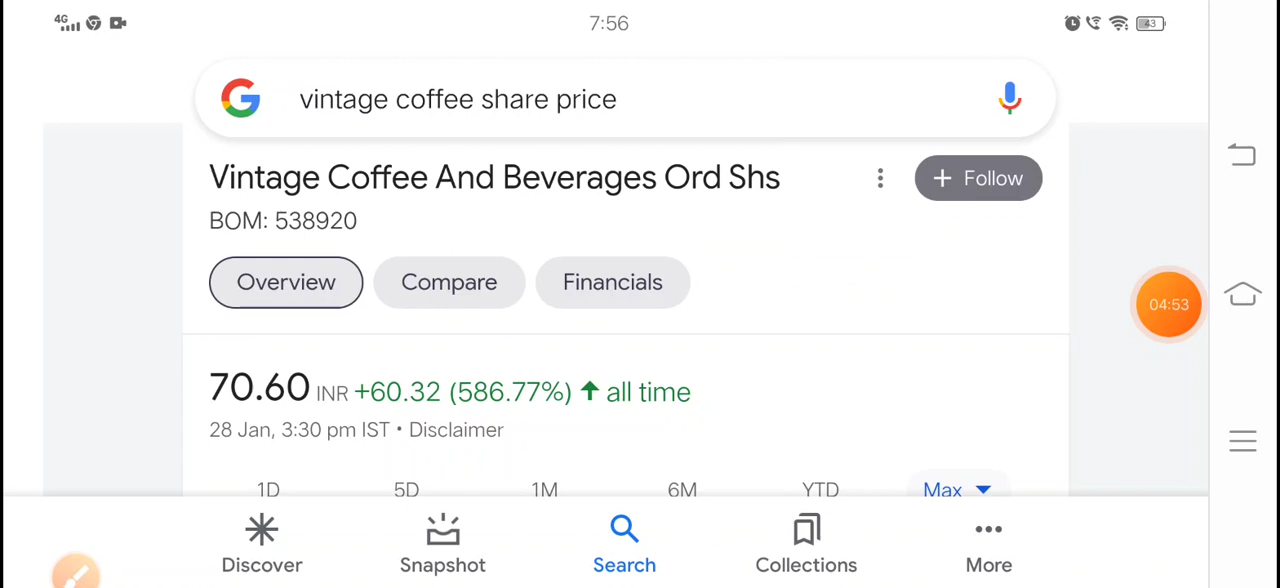 4G 7:56 43
vintage coffee share price
Vintage Coffee And Beverages Ord Shs
+ Follow
BOM: 538920
Overview Compare Financials
04:53
70.60 INR +60.32 (586.77%) ↑ all time
28 Jan, 3:30 pm IST • Disclaimer
1D 5D 1M 6M YTD Max
Discover Snapshot Search Collections More